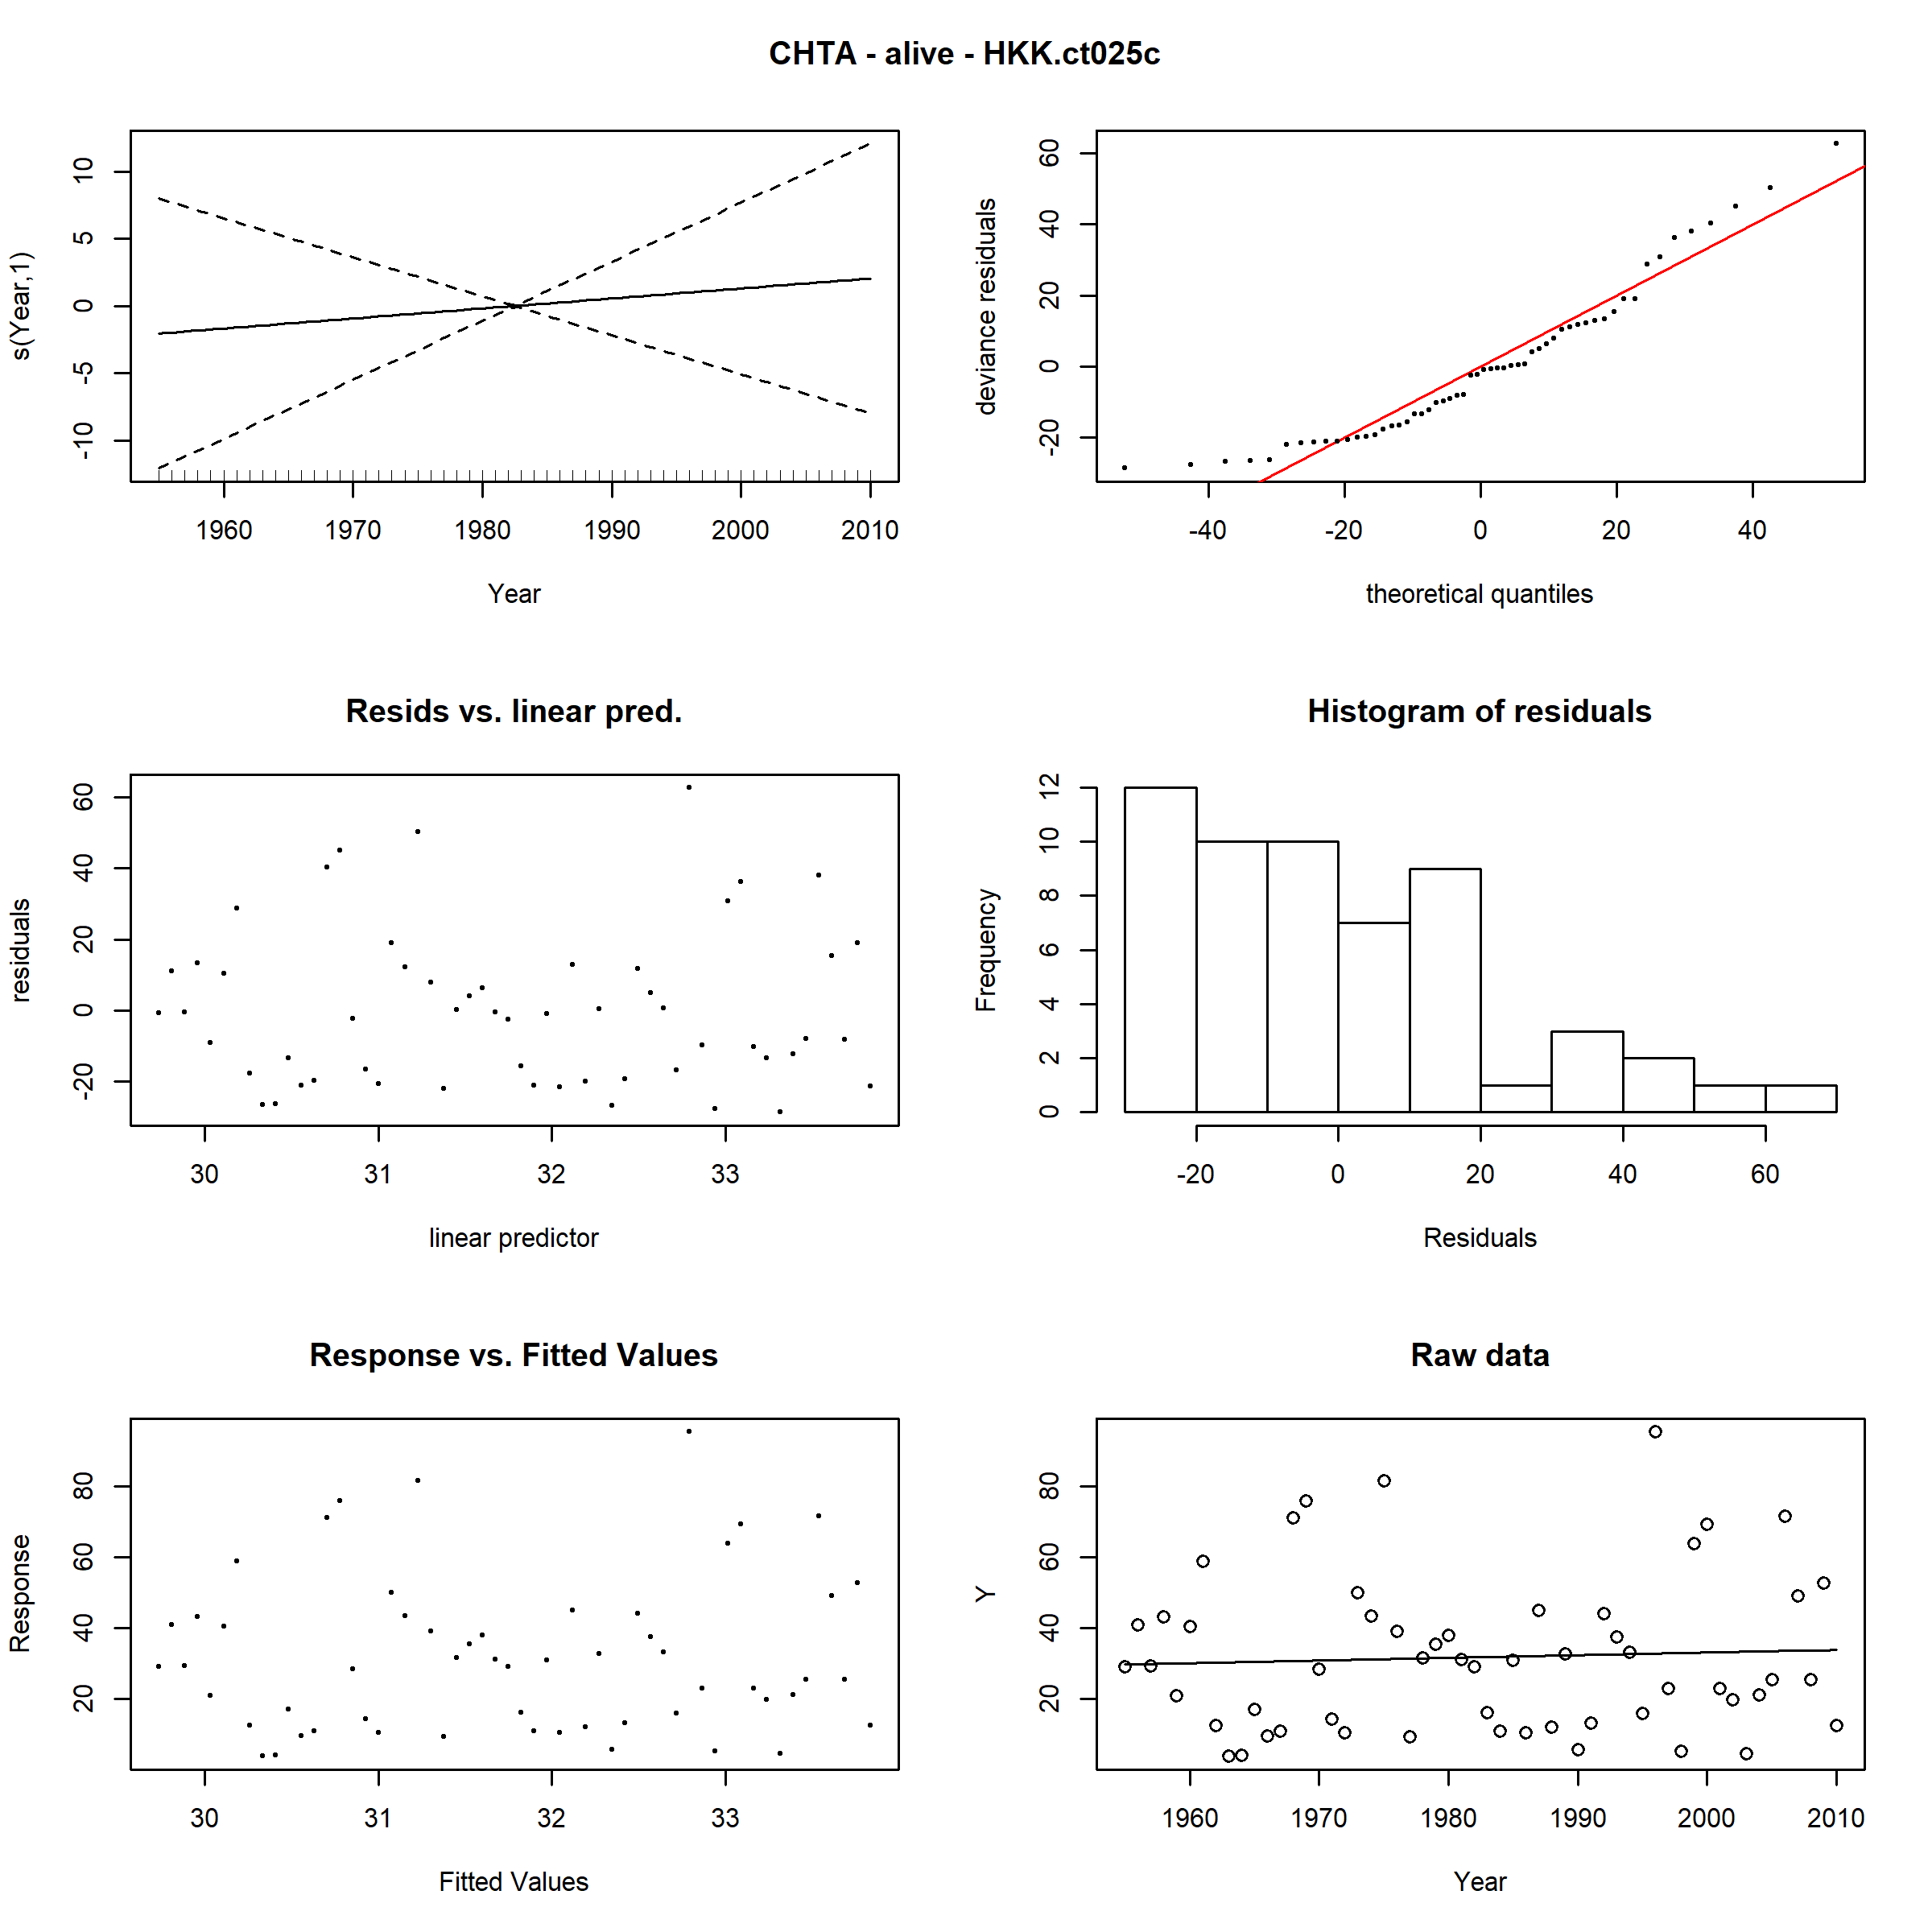 CHTA - alive - HKK.ct025c
s(Year,1)
10
5
0
-5
-10
1960 1970 1980 1990 2000 2010
Year
deviance residuals
60
40
20
0
-20
-40 -20 0 20 40
theoretical quantiles
Resids vs. linear pred.
residuals
60
40
20
0
-20
30 31 32 33
linear predictor
Histogram of residuals
Frequency
12
10
8
6
4
2
0
-20 0 20 40 60
Residuals
Response vs. Fitted Values
Response
80
60
40
20
30 31 32 33
Fitted Values
Raw data
Y
80
60
40
20
1960 1970 1980 1990 2000 2010
Year